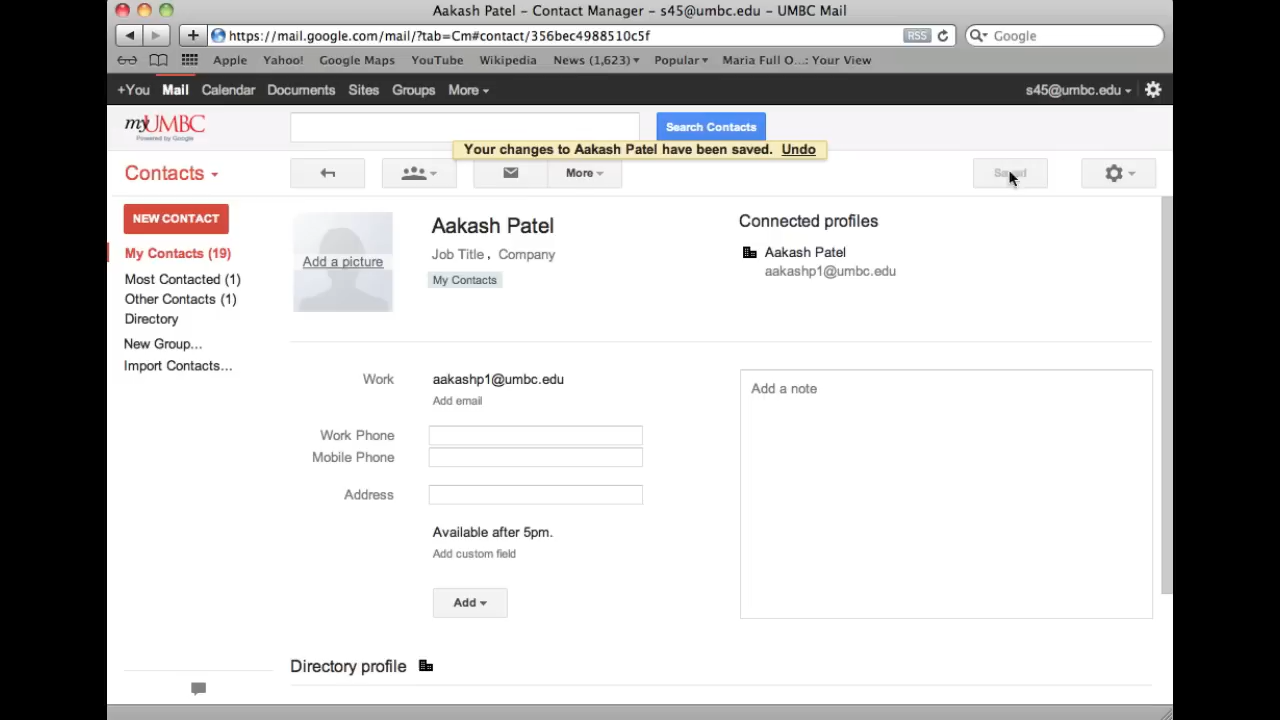 Aakash Patel – Contact Manager – s45@umbc.edu – UMBC Mail
https://mail.google.com/mail/?tab=Cm#contact/356bec4988510c5f RSS Google
Apple Yahoo! Google Maps YouTube Wikipedia News (1,623) Popular Maria Full O...: Your View
+You Mail Calendar Documents Sites Groups More s45@umbc.edu
myUMBC
Powered by Google
Search Contacts
Your changes to Aakash Patel have been saved. Undo
Contacts More Saved
NEW CONTACT
My Contacts (19)
Most Contacted (1)
Other Contacts (1)
Directory
New Group...
Import Contacts...
Add a picture
Aakash Patel
Job Title, Company
My Contacts
Connected profiles
Aakash Patel
aakashp1@umbc.edu
Work aakashp1@umbc.edu
Add email
Work Phone
Mobile Phone
Address
Available after 5pm.
Add custom field
Add
Add a note
Directory profile